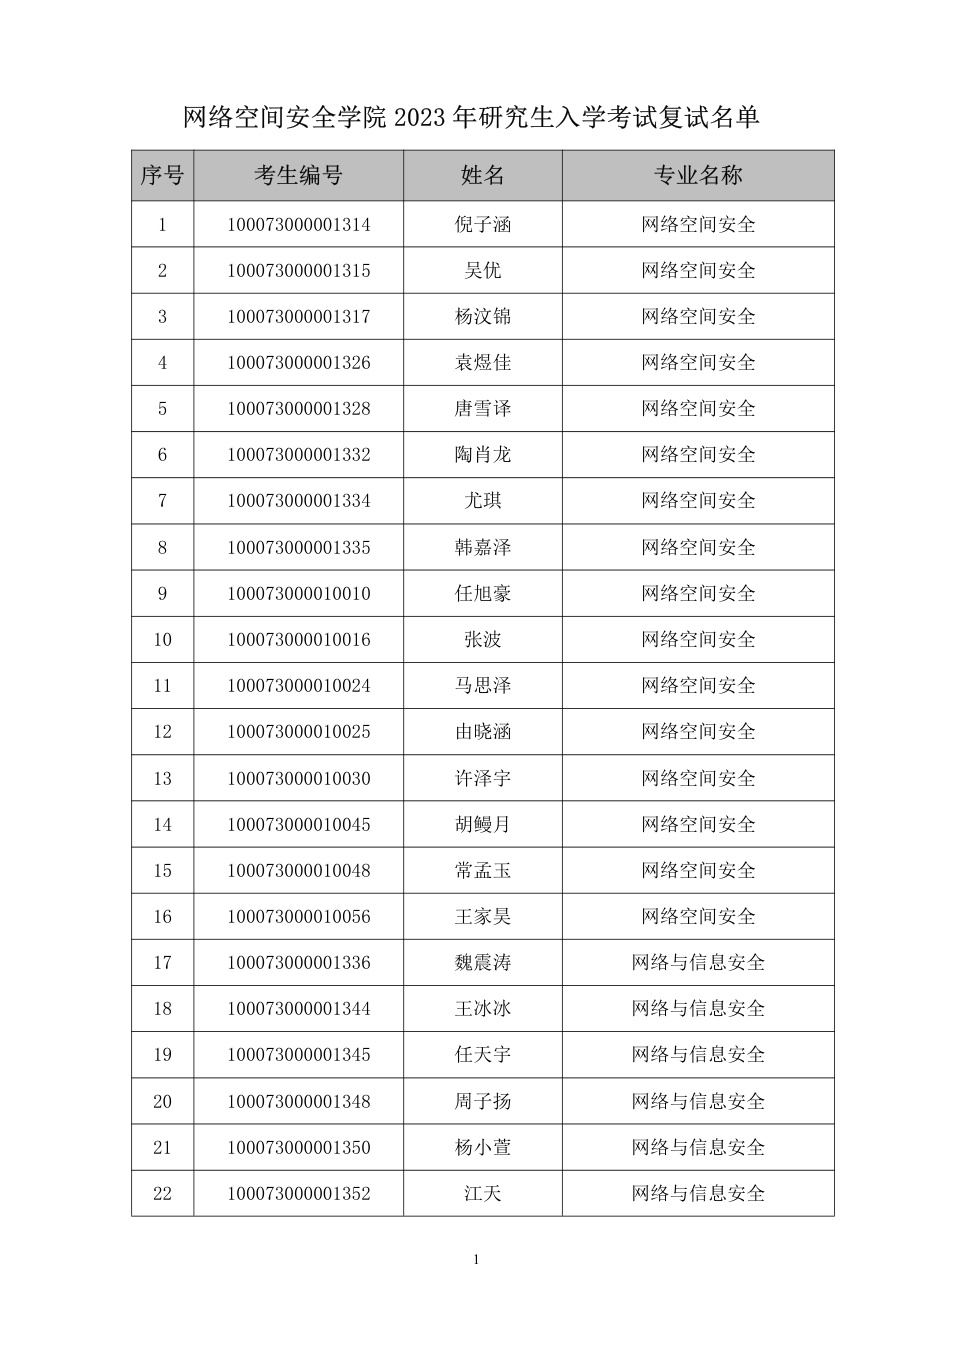 网络空间安全学院 2023 年研究生入学考试复试名单
序号 考生编号 姓名 专业名称
1 100073000001314 倪子涵 网络空间安全
2 100073000001315 吴优 网络空间安全
3 100073000001317 杨汶锦 网络空间安全
4 100073000001326 袁煜佳 网络空间安全
5 100073000001328 唐雪译 网络空间安全
6 100073000001332 陶肖龙 网络空间安全
7 100073000001334 尤琪 网络空间安全
8 100073000001335 韩嘉泽 网络空间安全
9 100073000010010 任旭豪 网络空间安全
10 100073000010016 张波 网络空间安全
11 100073000010024 马思泽 网络空间安全
12 100073000010025 由晓涵 网络空间安全
13 100073000010030 许泽宇 网络空间安全
14 100073000010045 胡鳗月 网络空间安全
15 100073000010048 常孟玉 网络空间安全
16 100073000010056 王家昊 网络空间安全
17 100073000001336 魏震涛 网络与信息安全
18 100073000001344 王冰冰 网络与信息安全
19 100073000001345 任天宇 网络与信息安全
20 100073000001348 周子扬 网络与信息安全
21 100073000001350 杨小萱 网络与信息安全
22 100073000001352 江天 网络与信息安全
1